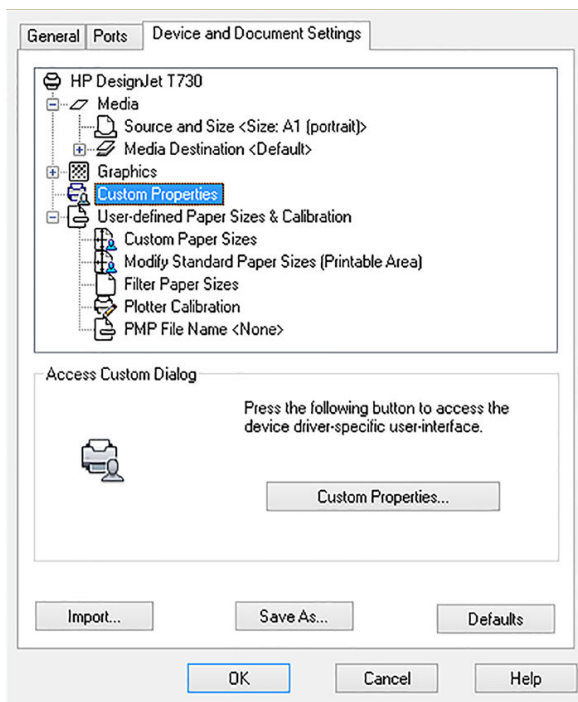 General Ports Device and Document Settings
HP DesignJet T730
Media
Source and Size <Size: A1 (portrait)>
Media Destination <Default>
Graphics
Custom Properties
User-defined Paper Sizes & Calibration
Custom Paper Sizes
Modify Standard Paper Sizes (Printable Area)
Filter Paper Sizes
Plotter Calibration
PMP File Name <None>
Access Custom Dialog
Press the following button to access the
device driver-specific user-interface.
Custom Properties...
Import... Save As... Defaults
OK Cancel Help